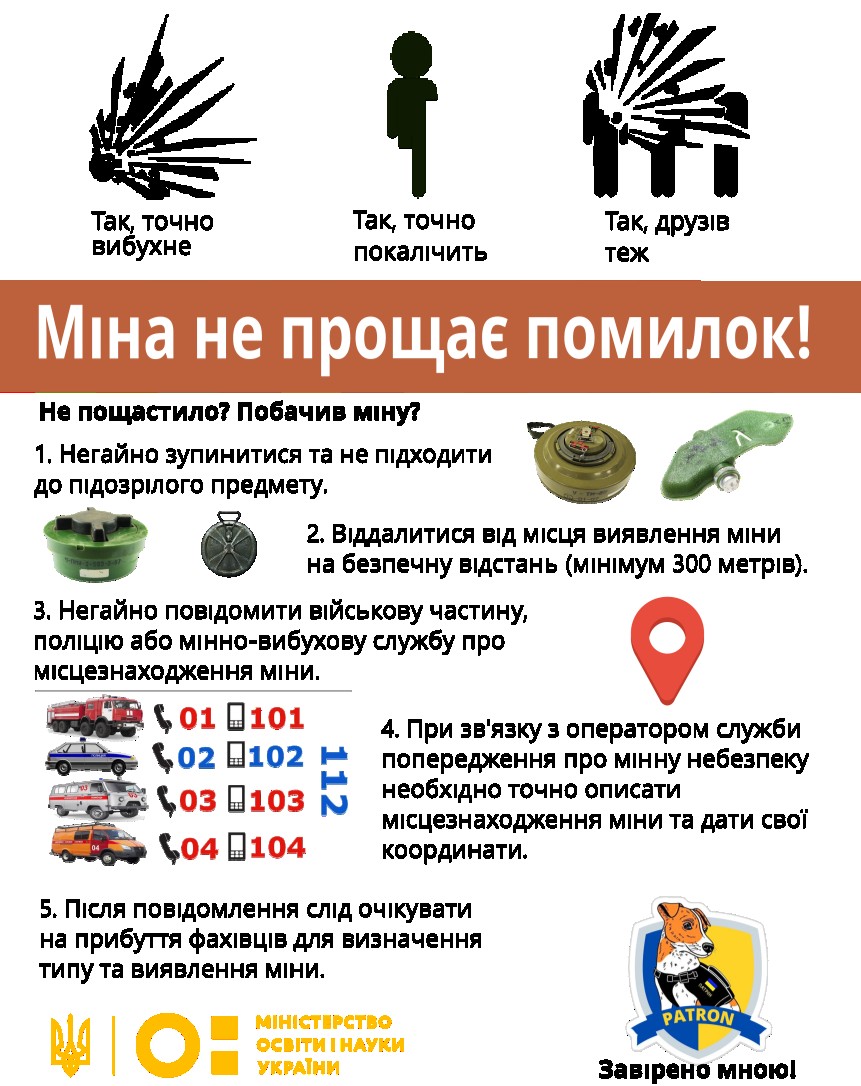 Так, точно
вибухне
Так, точно
покалічить
Так, друзів
теж
Міна не прощає помилок!
Не пощастило? Побачив міну?
1. Негайно зупинитися та не підходити
до підозрілого предмету.
2. Віддалитися від місця виявлення міни
на безпечну відстань (мінімум 300 метрів).
3. Негайно повідомити військову частину,
поліцію або мінно-вибухову службу про
місцезнаходження міни.
01 101
02 102
03 103
04 104
112
4. При зв'язку з оператором служби
попередження про мінну небезпеку
необхідно точно описати
місцезнаходження міни та дати свої
координати.
5. Після повідомлення слід очікувати
на прибуття фахівців для визначення
типу та виявлення міни.
PATRON
МІНІСТЕРСТВО
ОСВІТИ І НАУКИ
УКРАЇНИ
Завірено мною!